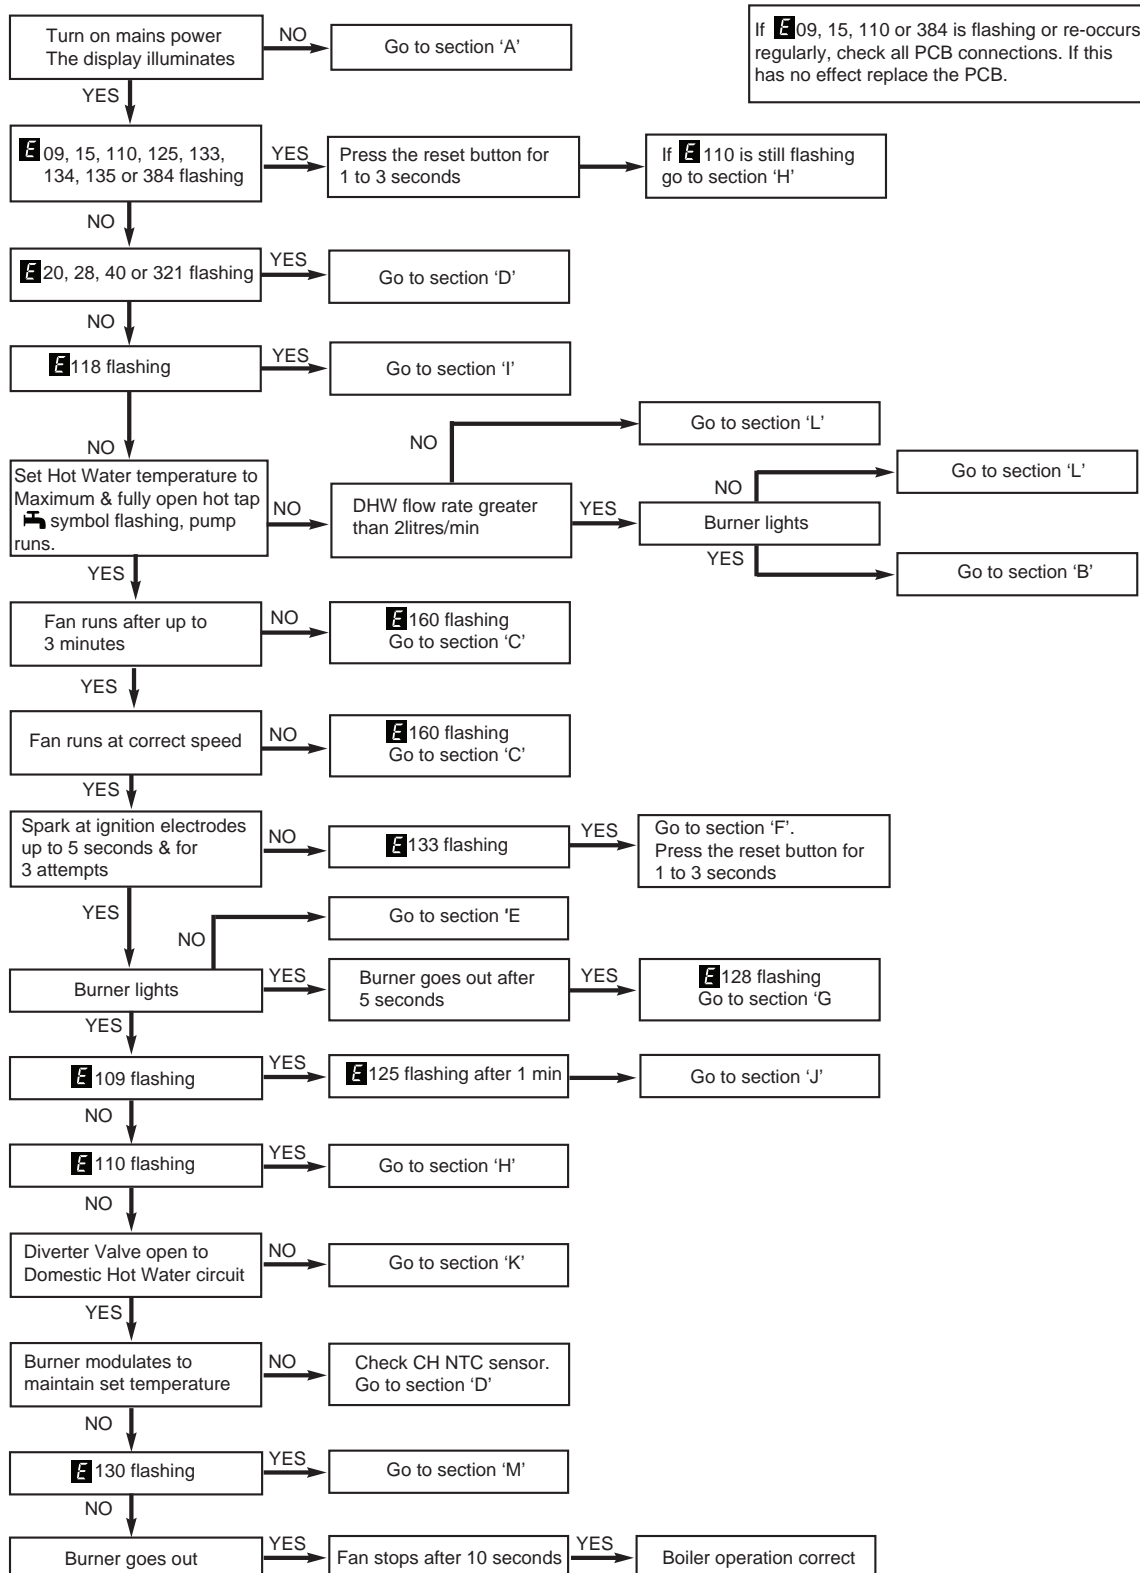 Turn on mains power
The display illuminates
NO
Go to section ‘A’
If E 09, 15, 110 or 384 is flashing or re-occurs
regularly, check all PCB connections. If this
has no effect replace the PCB.
YES
E 09, 15, 110, 125, 133,
134, 135 or 384 flashing
YES
Press the reset button for
1 to 3 seconds
If E 110 is still flashing
go to section ‘H’
NO
E 20, 28, 40 or 321 flashing
YES
Go to section ‘D’
NO
E 118 flashing
YES
Go to section ‘I’
NO
Set Hot Water temperature to
Maximum & fully open hot tap
symbol flashing, pump
runs.
NO
DHW flow rate greater
than 2litres/min
NO
Go to section ‘L’
YES
Burner lights
NO
Go to section ‘L’
YES
Go to section ‘B’
YES
Fan runs after up to
3 minutes
NO
E 160 flashing
Go to section ‘C’
YES
Fan runs at correct speed
NO
E 160 flashing
Go to section ‘C’
YES
Spark at ignition electrodes
up to 5 seconds & for
3 attempts
NO
E 133 flashing
YES
Go to section ‘F’.
Press the reset button for
1 to 3 seconds
YES
NO
Go to section 'E
Burner lights
YES
Burner goes out after
5 seconds
YES
E 128 flashing
Go to section ‘G
YES
E 109 flashing
YES
E 125 flashing after 1 min
Go to section ‘J’
NO
E 110 flashing
YES
Go to section ‘H’
NO
Diverter Valve open to
Domestic Hot Water circuit
NO
Go to section ‘K’
YES
Burner modulates to
maintain set temperature
NO
Check CH NTC sensor.
Go to section ‘D’
NO
E 130 flashing
YES
Go to section ‘M’
NO
Burner goes out
YES
Fan stops after 10 seconds
YES
Boiler operation correct